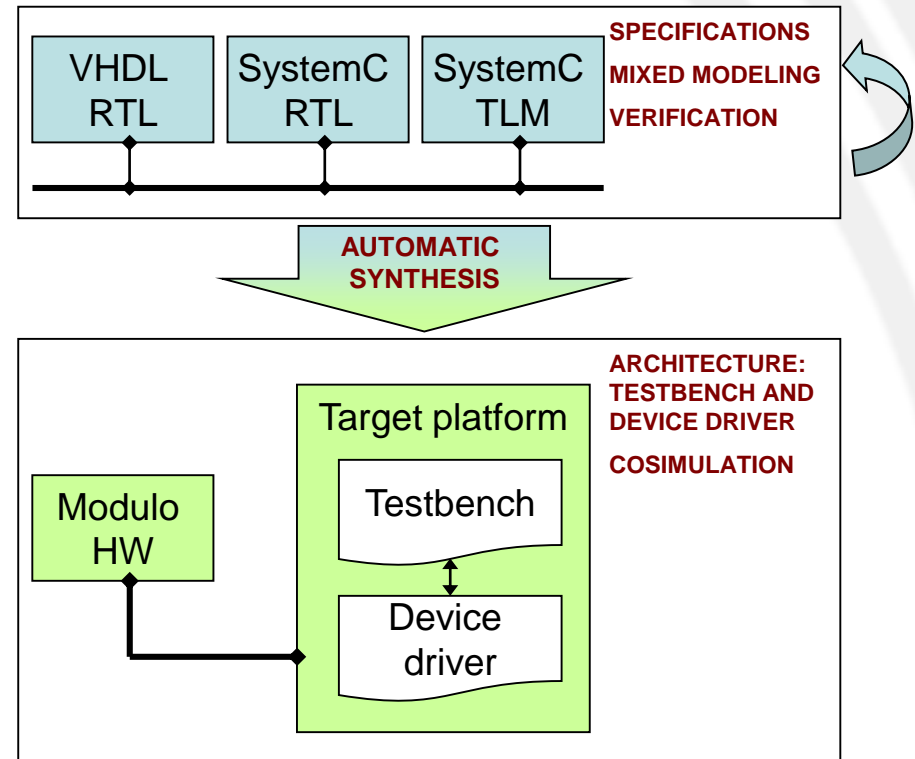 VHDL
RTL
SystemC
RTL
SystemC
TLM
SPECIFICATIONS
MIXED MODELING
VERIFICATION
AUTOMATIC
SYNTHESIS
ARCHITECTURE:
TESTBENCH AND
DEVICE DRIVER
COSIMULATION
Target platform
Modulo
HW
Testbench
Device
driver